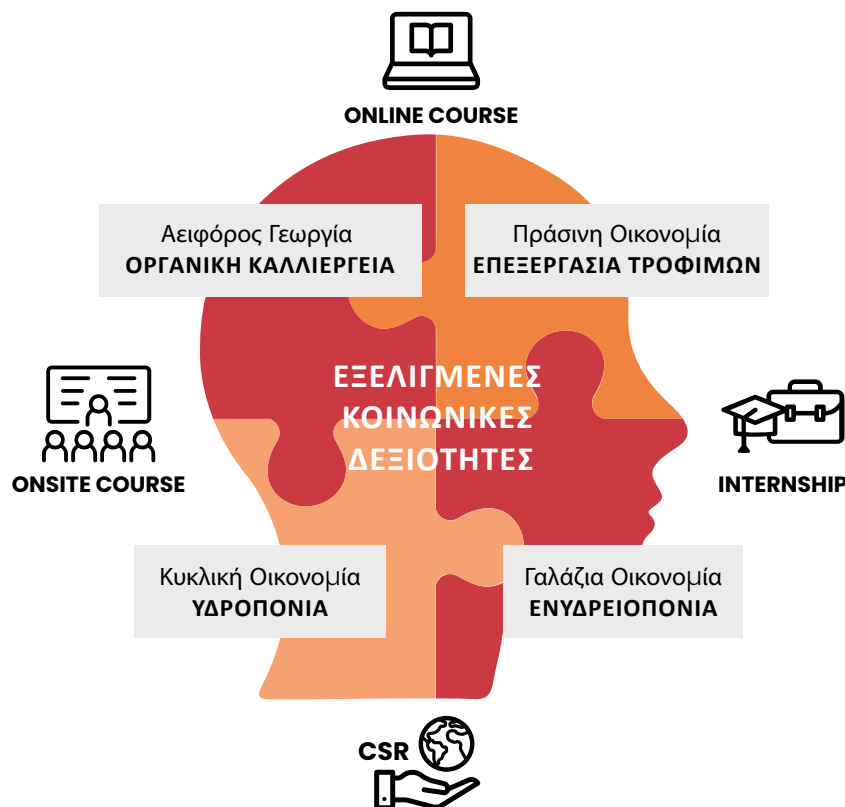 ONLINE COURSE
Αειφόρος Γεωργία
ΟΡΓΑΝΙΚΗ ΚΑΛΛΙΕΡΓΕΙΑ
Πράσινη Οικονομία
ΕΠΕΞΕΡΓΑΣΙΑ ΤΡΟΦΙΜΩΝ
ΕΞΕΛΙΓΜΕΝΕΣ
ΚΟΙΝΩΝΙΚΕΣ
ΔΕΞΙΟΤΗΤΕΣ
ONSITE COURSE
INTERNSHIP
Κυκλική Οικονομία
ΥΔΡΟΠΟΝΙΑ
Γαλάζια Οικονομία
ΕΝΥΔΡΕΙΟΠΟΝΙΑ
CSR